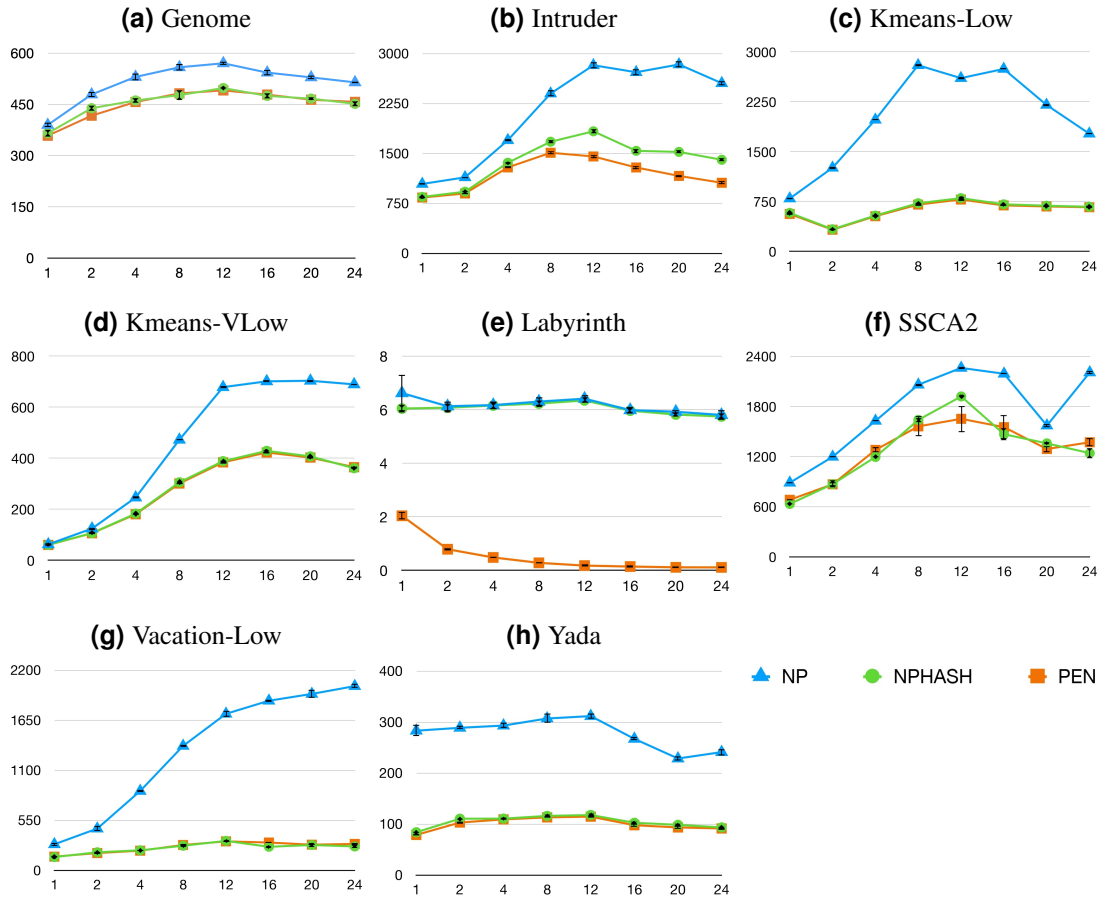 (a) Genome
(b) Intruder
(c) Kmeans-Low
600
450
300
150
0
1 2 4 8 12 16 20 24
3000
2250
1500
750
0
1 2 4 8 12 16 20 24
3000
2250
1500
750
0
1 2 4 8 12 16 20 24
(d) Kmeans-VLow
(e) Labyrinth
(f) SSCA2
800
600
400
200
0
1 2 4 8 12 16 20 24
8
6
4
2
0
1 2 4 8 12 16 20 24
2400
1800
1200
600
0
1 2 4 8 12 16 20 24
(g) Vacation-Low
(h) Yada
2200
1650
1100
550
0
1 2 4 8 12 16 20 24
400
300
200
100
0
1 2 4 8 12 16 20 24
NP NPHASH PEN